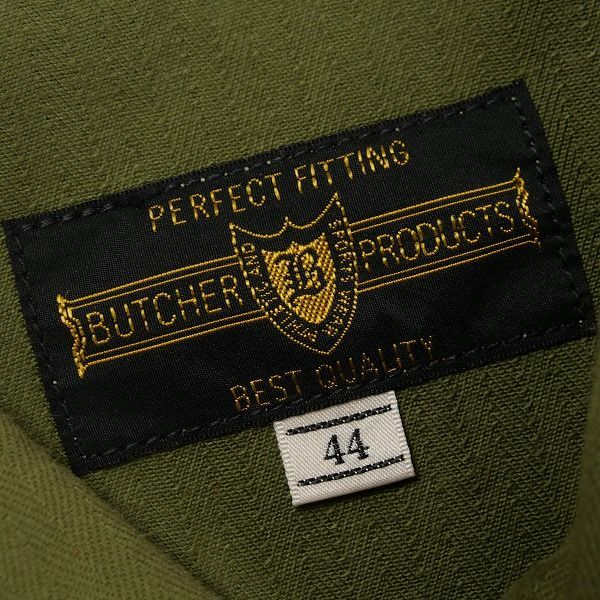 PERFECT FITTING
BUTCHER PRODUCTS
B
BEST QUALITY
44